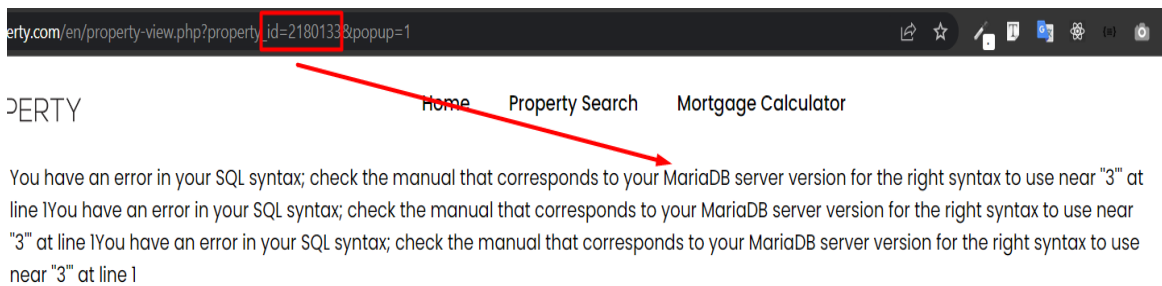 erty.com/en/property-view.php?property_id=2180133&popup=1
PERTY
Home Property Search Mortgage Calculator
You have an error in your SQL syntax; check the manual that corresponds to your MariaDB server version for the right syntax to use near "3'" at
line 1You have an error in your SQL syntax; check the manual that corresponds to your MariaDB server version for the right syntax to use near
"3'" at line 1You have an error in your SQL syntax; check the manual that corresponds to your MariaDB server version for the right syntax to use
near "3'" at line 1